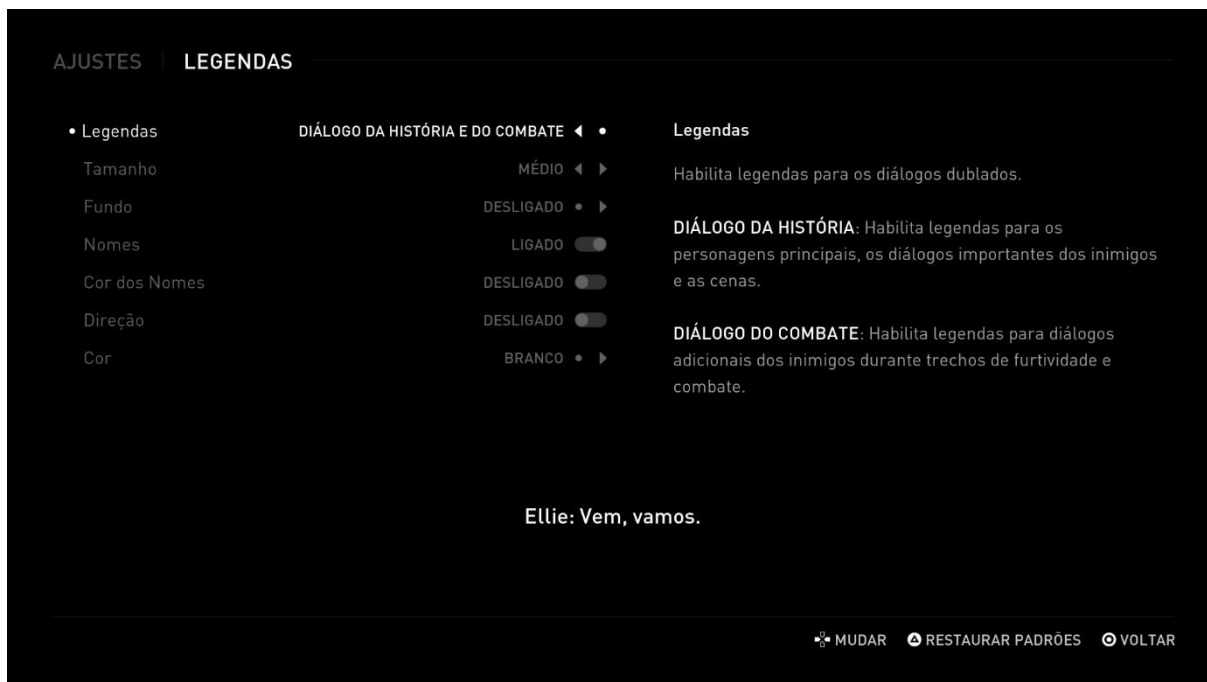 AJUSTES LEGENDAS
Legendas DIÁLOGO DA HISTÓRIA E DO COMBATE
Tamanho MÉDIO
Fundo DESLIGADO
Nomes LIGADO
Cor dos Nomes DESLIGADO
Direção DESLIGADO
Cor BRANCO
Legendas
Habilita legendas para os diálogos dublados.
DIÁLOGO DA HISTÓRIA: Habilita legendas para os
personagens principais, os diálogos importantes dos inimigos
e as cenas.
DIÁLOGO DO COMBATE: Habilita legendas para diálogos
adicionais dos inimigos durante trechos de furtividade e
combate.
Ellie: Vem, vamos.
MUDAR RESTAURAR PADRÕES VOLTAR